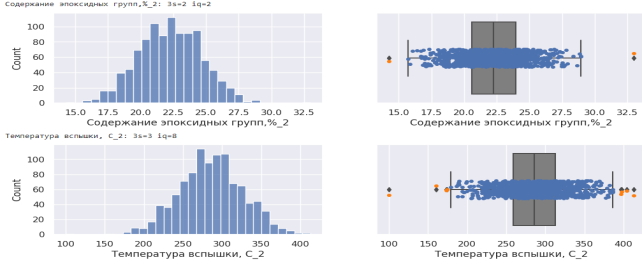 Содержание эпоксидных групп,%_2: 3s=2 iq=2
100
80
60
40
20
0
Count
15.0 17.5 20.0 22.5 25.0 27.5 30.0 32.5
Содержание эпоксидных групп,%_2
15.0 17.5 20.0 22.5 25.0 27.5 30.0 32.5
Содержание эпоксидных групп,%_2
Температура вспышки, С_2: 3s=3 iq=8
100
80
60
40
20
0
Count
100 150 200 250 300 350 400
Температура вспышки, С_2
100 150 200 250 300 350 400
Температура вспышки, С_2